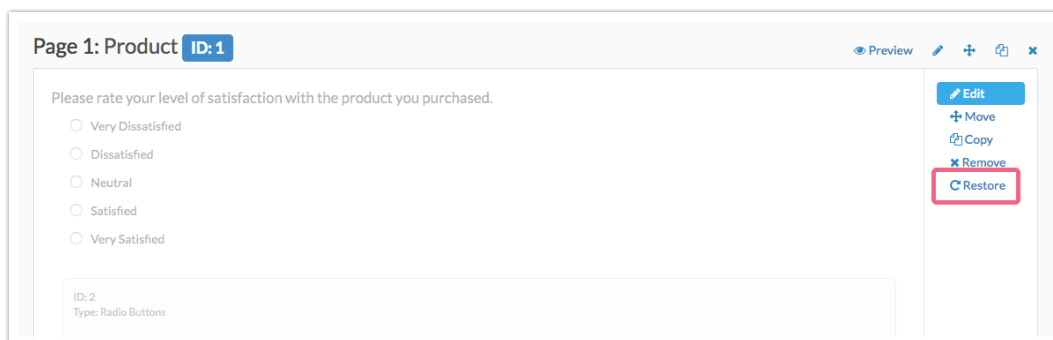 Page 1: Product ID: 1
Preview
Please rate your level of satisfaction with the product you purchased.
Very Dissatisfied
Dissatisfied
Neutral
Satisfied
Very Satisfied
ID: 2
Type: Radio Buttons
Edit
Move
Copy
Remove
Restore